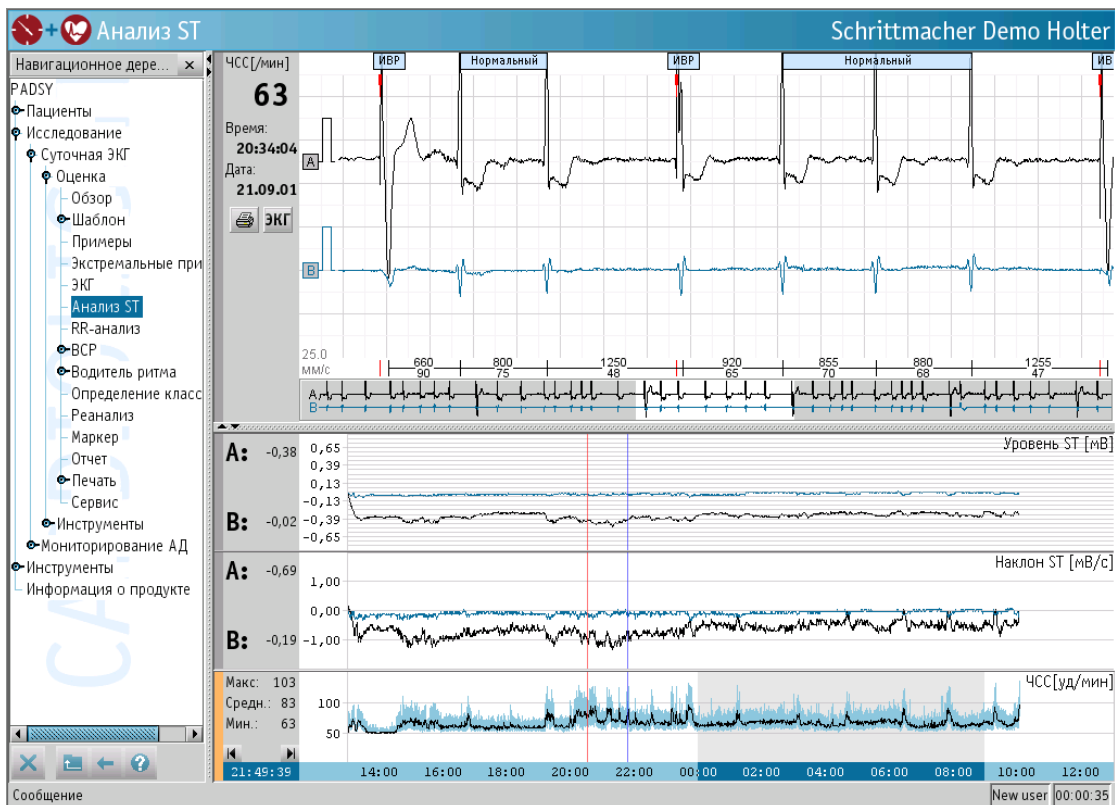 Анализ ST
Schrittmacher Demo Holter
Навигационное дере...
PADSY
Пациенты
Исследование
Суточная ЭКГ
Оценка
Обзор
Шаблон
Примеры
Экстремальные при
ЭКГ
Анализ ST
RR-анализ
ВСР
Водитель ритма
Определение класс
Реанализ
Маркер
Отчет
Печать
Сервис
Инструменты
Мониторирование АД
Инструменты
Информация о продукте
ЧСС[/мин]
63
Время:
20:34:04
Дата:
21.09.01
ЭКГ
ИВР Нормальный ИВР Нормальный ИВ
A
B
25.0
мм/с
660 800 1250 920 855 880 1255
90 75 48 65 70 68 47
A
B
A: -0,38
B: -0,02
0,65
0,39
0,13
-0,13
-0,39
-0,65
Уровень ST [мВ]
A: -0,69
B: -0,19
1,00
0,00
-1,00
Наклон ST [мВ/с]
Макс: 103
Средн.: 83
Мин.: 63
100
50
ЧСС[уд/мин]
21:49:39
14:00 16:00 18:00 20:00 22:00 00:00 02:00 04:00 06:00 08:00 10:00 12:00
Сообщение
New user 00:00:35